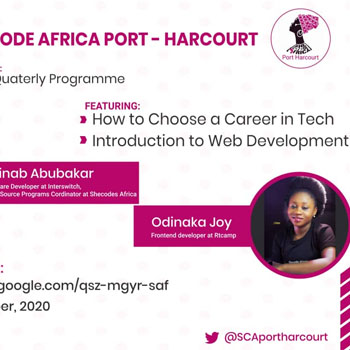 ODE AFRICA PORT - HARCOURT
Port Harcourt
Quaterly Programme
FEATURING:
How to Choose a Career in Tech
Introduction to Web Development
inab Abubakar
are Developer at Interswitch,
Source Programs Cordinator at Shecodes Africa
Odinaka Joy
Frontend developer at Rtcamp
:
google.com/qsz-mgyr-saf
er, 2020
@SCAportharcourt